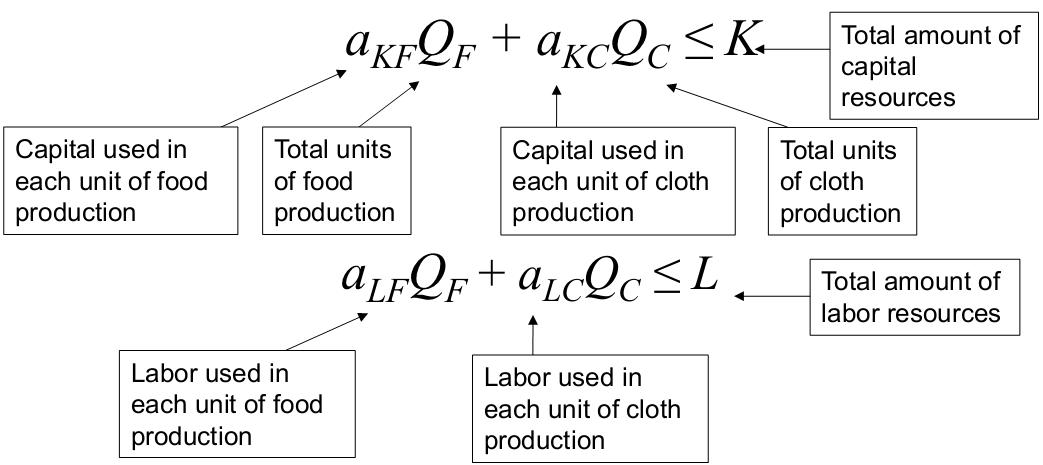 a_{KF}Q_F + a_{KC}Q_C ≤ K
Total amount of
capital
resources
Capital used in
each unit of food
production
Total units
of food
production
Capital used in
each unit of cloth
production
Total units
of cloth
production
a_{LF}Q_F + a_{LC}Q_C ≤ L
Total amount of
labor resources
Labor used in
each unit of food
production
Labor used in
each unit of cloth
production